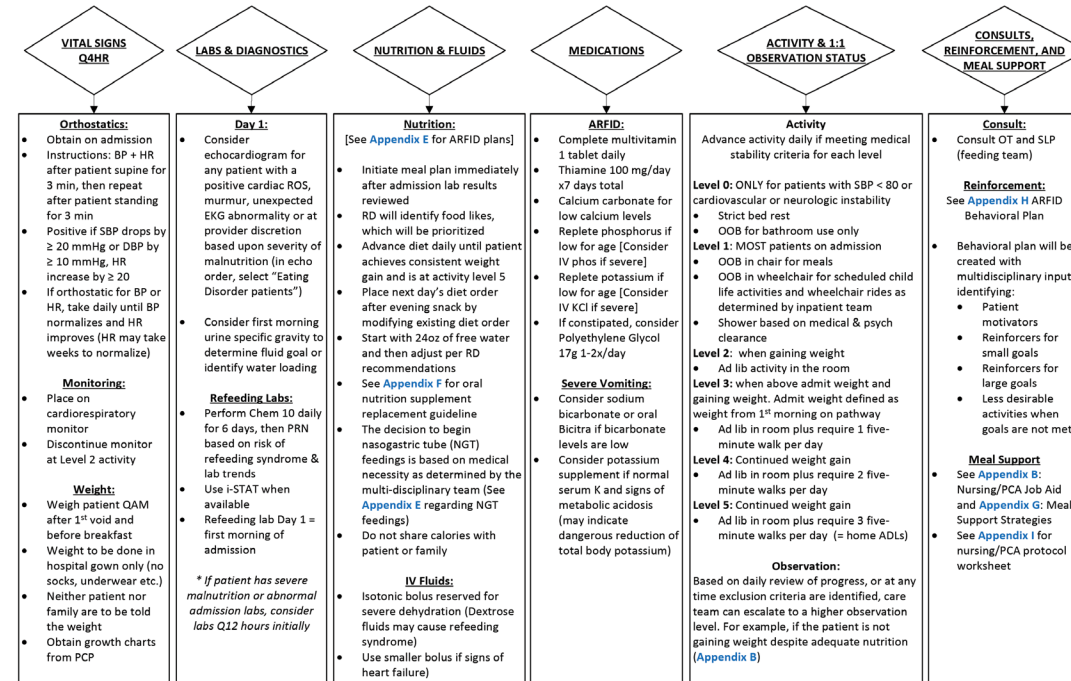 VITAL SIGNS
Q4HR
LABS & DIAGNOSTICS
NUTRITION & FLUIDS
MEDICATIONS
ACTIVITY & 1:1
OBSERVATION STATUS
CONSULTS,
REINFORCEMENT, AND
MEAL SUPPORT
Orthostatics:
• Obtain on admission
• Instructions: BP + HR
after patient supine for
3 min, then repeat
after patient standing
for 3 min
• Positive if SBP drops by
≥ 20 mmHg or DBP by
≥ 10 mmHg, HR
increase by ≥ 20
• If orthostatic for BP or
HR, take daily until BP
normalizes and HR
improves (HR may take
weeks to normalize)
Monitoring:
• Place on
cardiorespiratory
monitor
• Discontinue monitor
at Level 2 activity
Weight:
• Weigh patient QAM
after 1st void and
before breakfast
• Weight to be done in
hospital gown only (no
socks, underwear etc.)
• Neither patient nor
family are to be told
the weight
• Obtain growth charts
from PCP
Day 1:
• Consider
echocardiogram for
any patient with a
positive cardiac ROS,
murmur, unexpected
EKG abnormality or at
provider discretion
based upon severity of
malnutrition (in echo
order, select “Eating
Disorder patients”)
• Consider first morning
urine specific gravity to
determine fluid goal or
identify water loading
Refeeding Labs:
• Perform Chem 10 daily
for 6 days, then PRN
based on risk of
refeeding syndrome &
lab trends
• Use i-STAT when
available
• Refeeding lab Day 1 =
first morning of
admission
* If patient has severe
malnutrition or abnormal
admission labs, consider
labs Q12 hours initially
Nutrition:
[See Appendix E for ARFID plans]
• Initiate meal plan immediately
after admission lab results
reviewed
• RD will identify food likes,
which will be prioritized
• Advance diet daily until patient
achieves consistent weight
gain and is at activity level 5
• Place next day’s diet order
after evening snack by
modifying existing diet order
• Start with 24oz of free water
and then adjust per RD
recommendations
• See Appendix F for oral
nutrition supplement
replacement guideline
• The decision to begin
nasogastric tube (NGT)
feedings is based on medical
necessity as determined by the
multi-disciplinary team (See
Appendix E regarding NGT
feedings)
• Do not share calories with
patient or family
IV Fluids:
• Isotonic bolus reserved for
severe dehydration (Dextrose
fluids may cause refeeding
syndrome)
• Use smaller bolus if signs of
heart failure)
ARFID:
• Complete multivitamin
1 tablet daily
• Thiamine 100 mg/day
x7 days total
• Calcium carbonate for
low calcium levels
• Replete phosphorus if
low for age [Consider
IV phos if severe]
• Replete potassium if
low for age [Consider
IV KCl if severe]
• If constipated, consider
Polyethylene Glycol
17g 1-2x/day
Severe Vomiting:
• Consider sodium
bicarbonate or oral
Bicitra if bicarbonate
levels are low
• Consider potassium
supplement if normal
serum K and signs of
metabolic acidosis
(may indicate
dangerous reduction of
total body potassium)
Activity
Advance activity daily if meeting medical
stability criteria for each level
Level 0: ONLY for patients with SBP < 80 or
cardiovascular or neurologic instability
• Strict bed rest
• OOB for bathroom use only
Level 1: MOST patients on admission
• OOB in chair for meals
• OOB in wheelchair for scheduled child
life activities and wheelchair rides as
determined by inpatient team
• Shower based on medical & psych
clearance
Level 2: when gaining weight
• Ad lib activity in the room
Level 3: when above admit weight and
gaining weight. Admit weight defined as
weight from 1st morning on pathway
• Ad lib in room plus require 1 five-
minute walk per day
Level 4: Continued weight gain
• Ad lib in room plus require 2 five-
minute walks per day
Level 5: Continued weight gain
• Ad lib in room plus require 3 five-
minute walks per day (= home ADLs)
Observation:
Based on daily review of progress, or at any
time exclusion criteria are identified, care
team can escalate to a higher observation
level. For example, if the patient is not
gaining weight despite adequate nutrition
(Appendix B)
Consult:
• Consult OT and SLP
(feeding team)
Reinforcement:
See Appendix H ARFID
Behavioral Plan
• Behavioral plan will be
created with
multidisciplinary input
identifying:
• Patient
motivators
• Reinforcers for
small goals
• Reinforcers for
large goals
• Less desirable
activities when
goals are not met
Meal Support
• See Appendix B:
Nursing/PCA Job Aid
and Appendix G: Meal
Support Strategies
• See Appendix I for
nursing/PCA protocol
worksheet